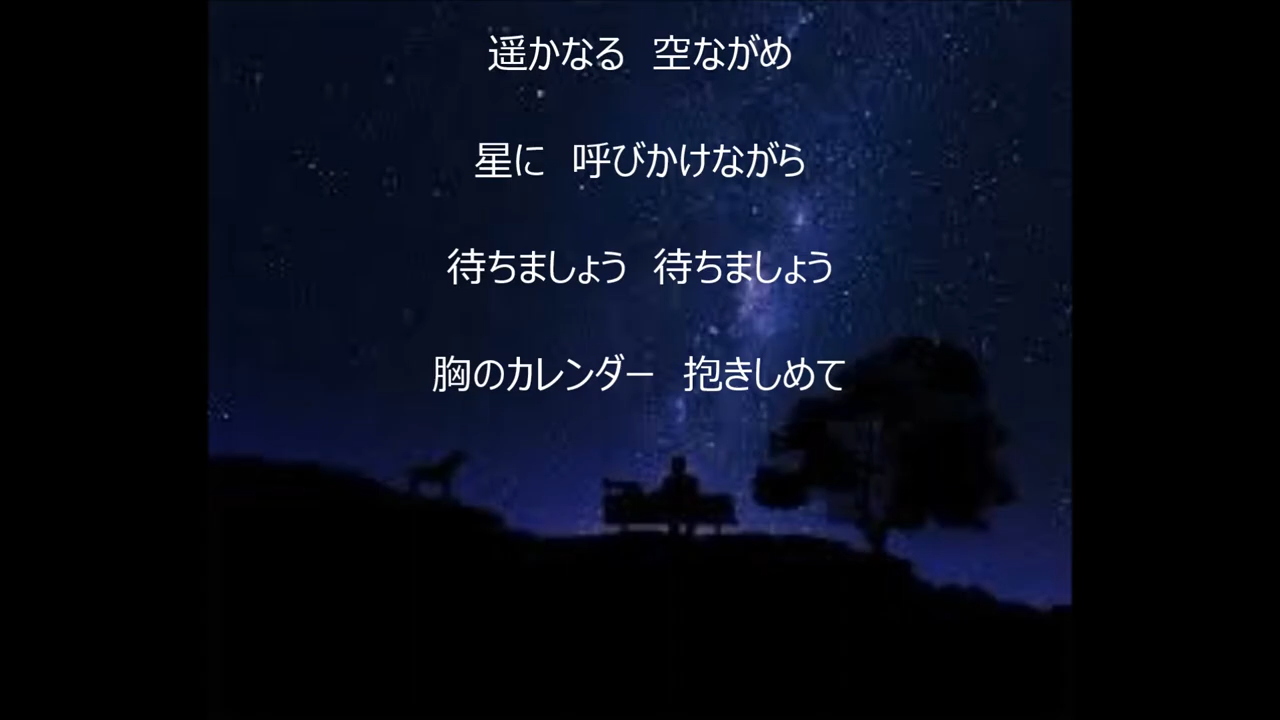 遥かなる　空ながめ
星に　呼びかけながら
待ちましょう　待ちましょう
胸のカレンダー　抱きしめて